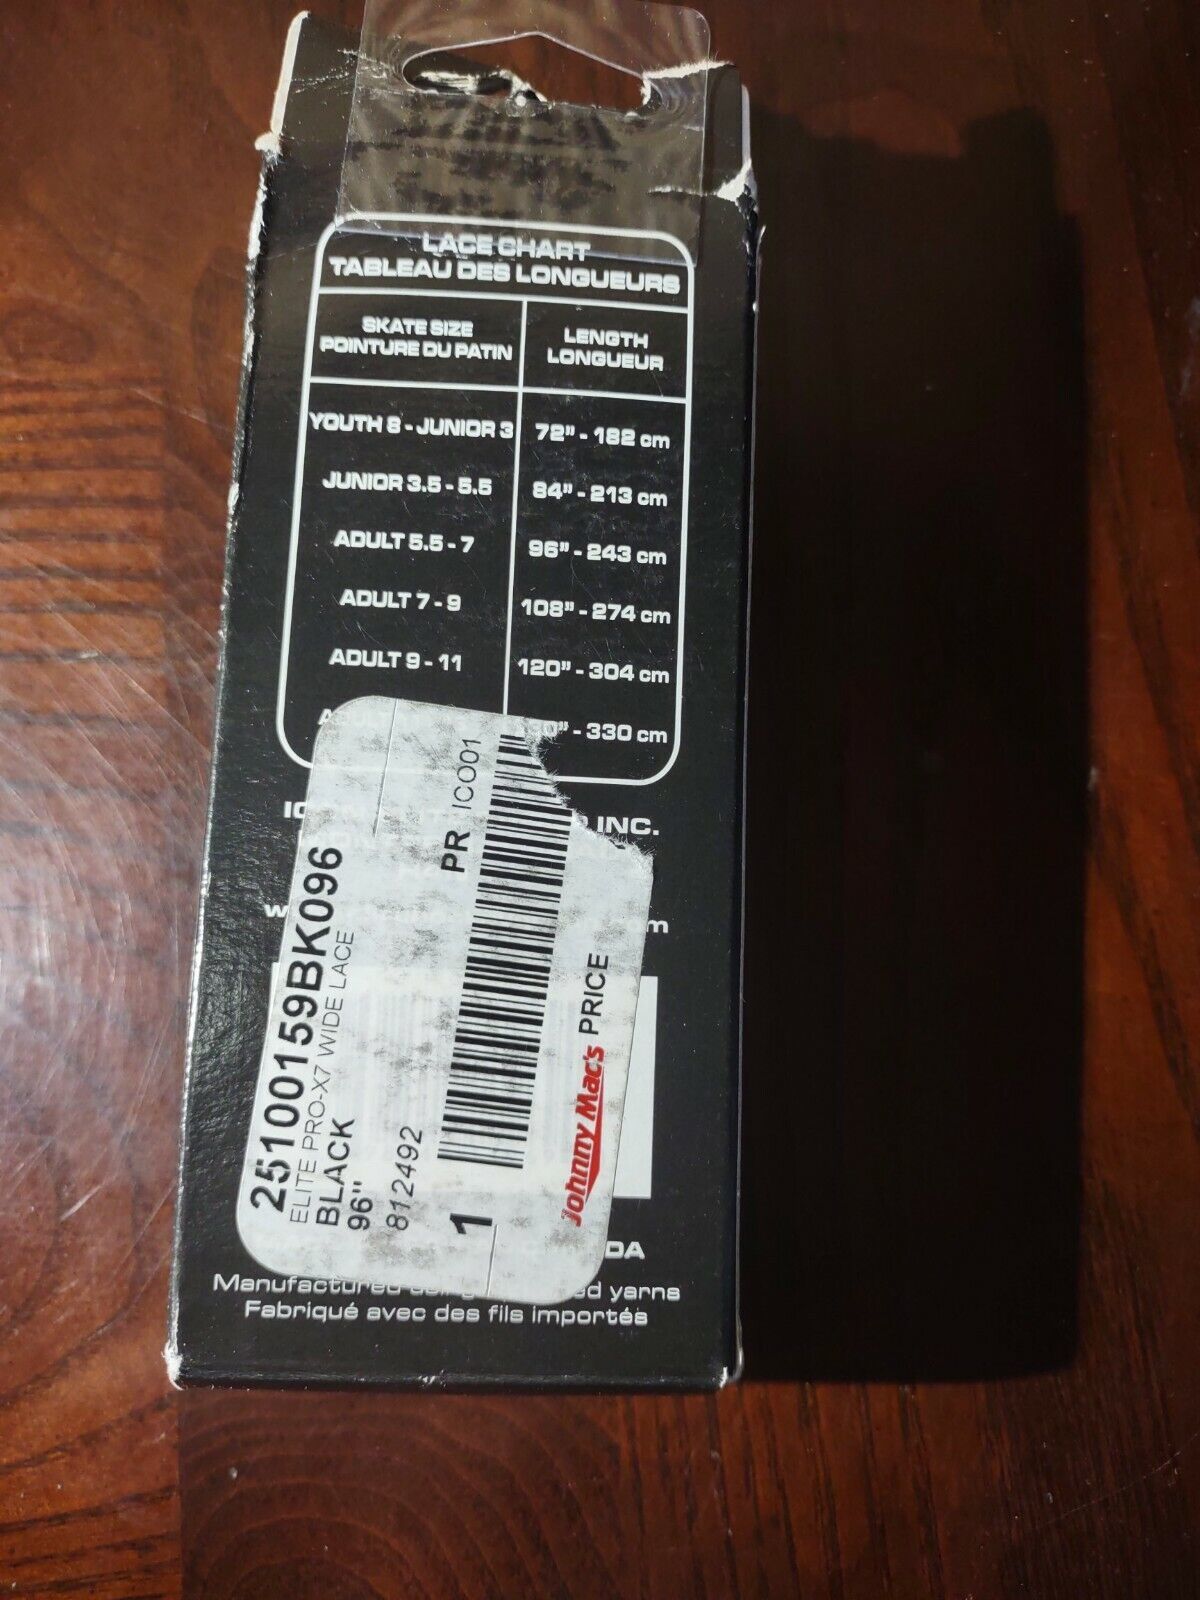 LACE CHART
TABLEAU DES LONGUEURS
SKATE SIZE
POINTURE DU PATIN
LENGTH
LONGUEUR
YOUTH 8 - JUNIOR 3 72" - 182 cm
JUNIOR 3.5 - 5.5 84" - 213 cm
ADULT 5.5 - 7 96" - 243 cm
ADULT 7 - 9 108" - 274 cm
ADULT 9 - 11 120" - 304 cm
- 330 cm
INC.
25100159BK096
ELITE PRO-X7 WIDE LACE
BLACK
96"
812492
PR ICO01
1
Johnny Mac's PRICE
Manufactured yarns
Fabriqué avec des fils importés